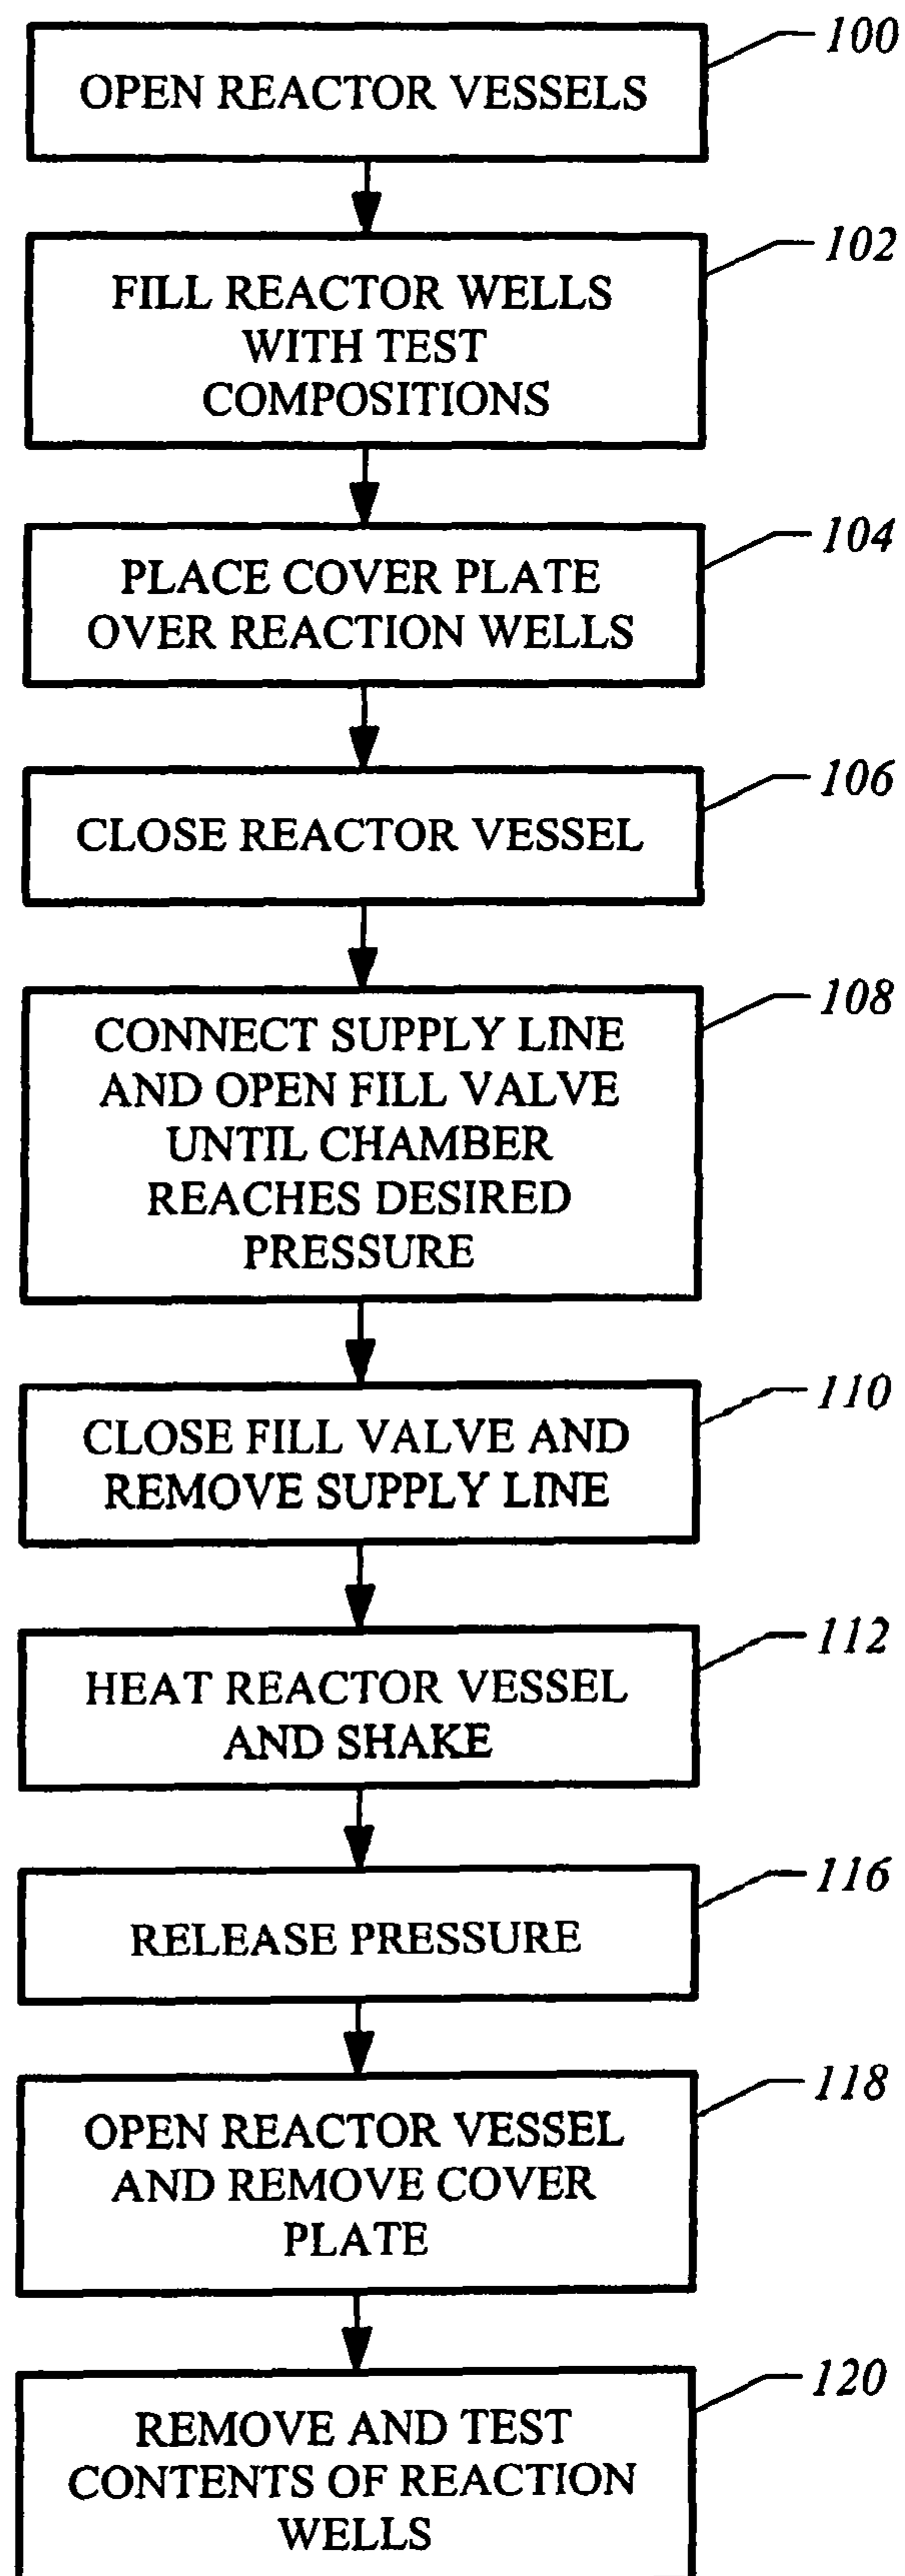 100
OPEN REACTOR VESSELS
102
FILL REACTOR WELLS
WITH TEST
COMPOSITIONS
104
PLACE COVER PLATE
OVER REACTION WELLS
106
CLOSE REACTOR VESSEL
108
CONNECT SUPPLY LINE
AND OPEN FILL VALVE
UNTIL CHAMBER
REACHES DESIRED
PRESSURE
110
CLOSE FILL VALVE AND
REMOVE SUPPLY LINE
112
HEAT REACTOR VESSEL
AND SHAKE
116
RELEASE PRESSURE
118
OPEN REACTOR VESSEL
AND REMOVE COVER
PLATE
120
REMOVE AND TEST
CONTENTS OF REACTION
WELLS